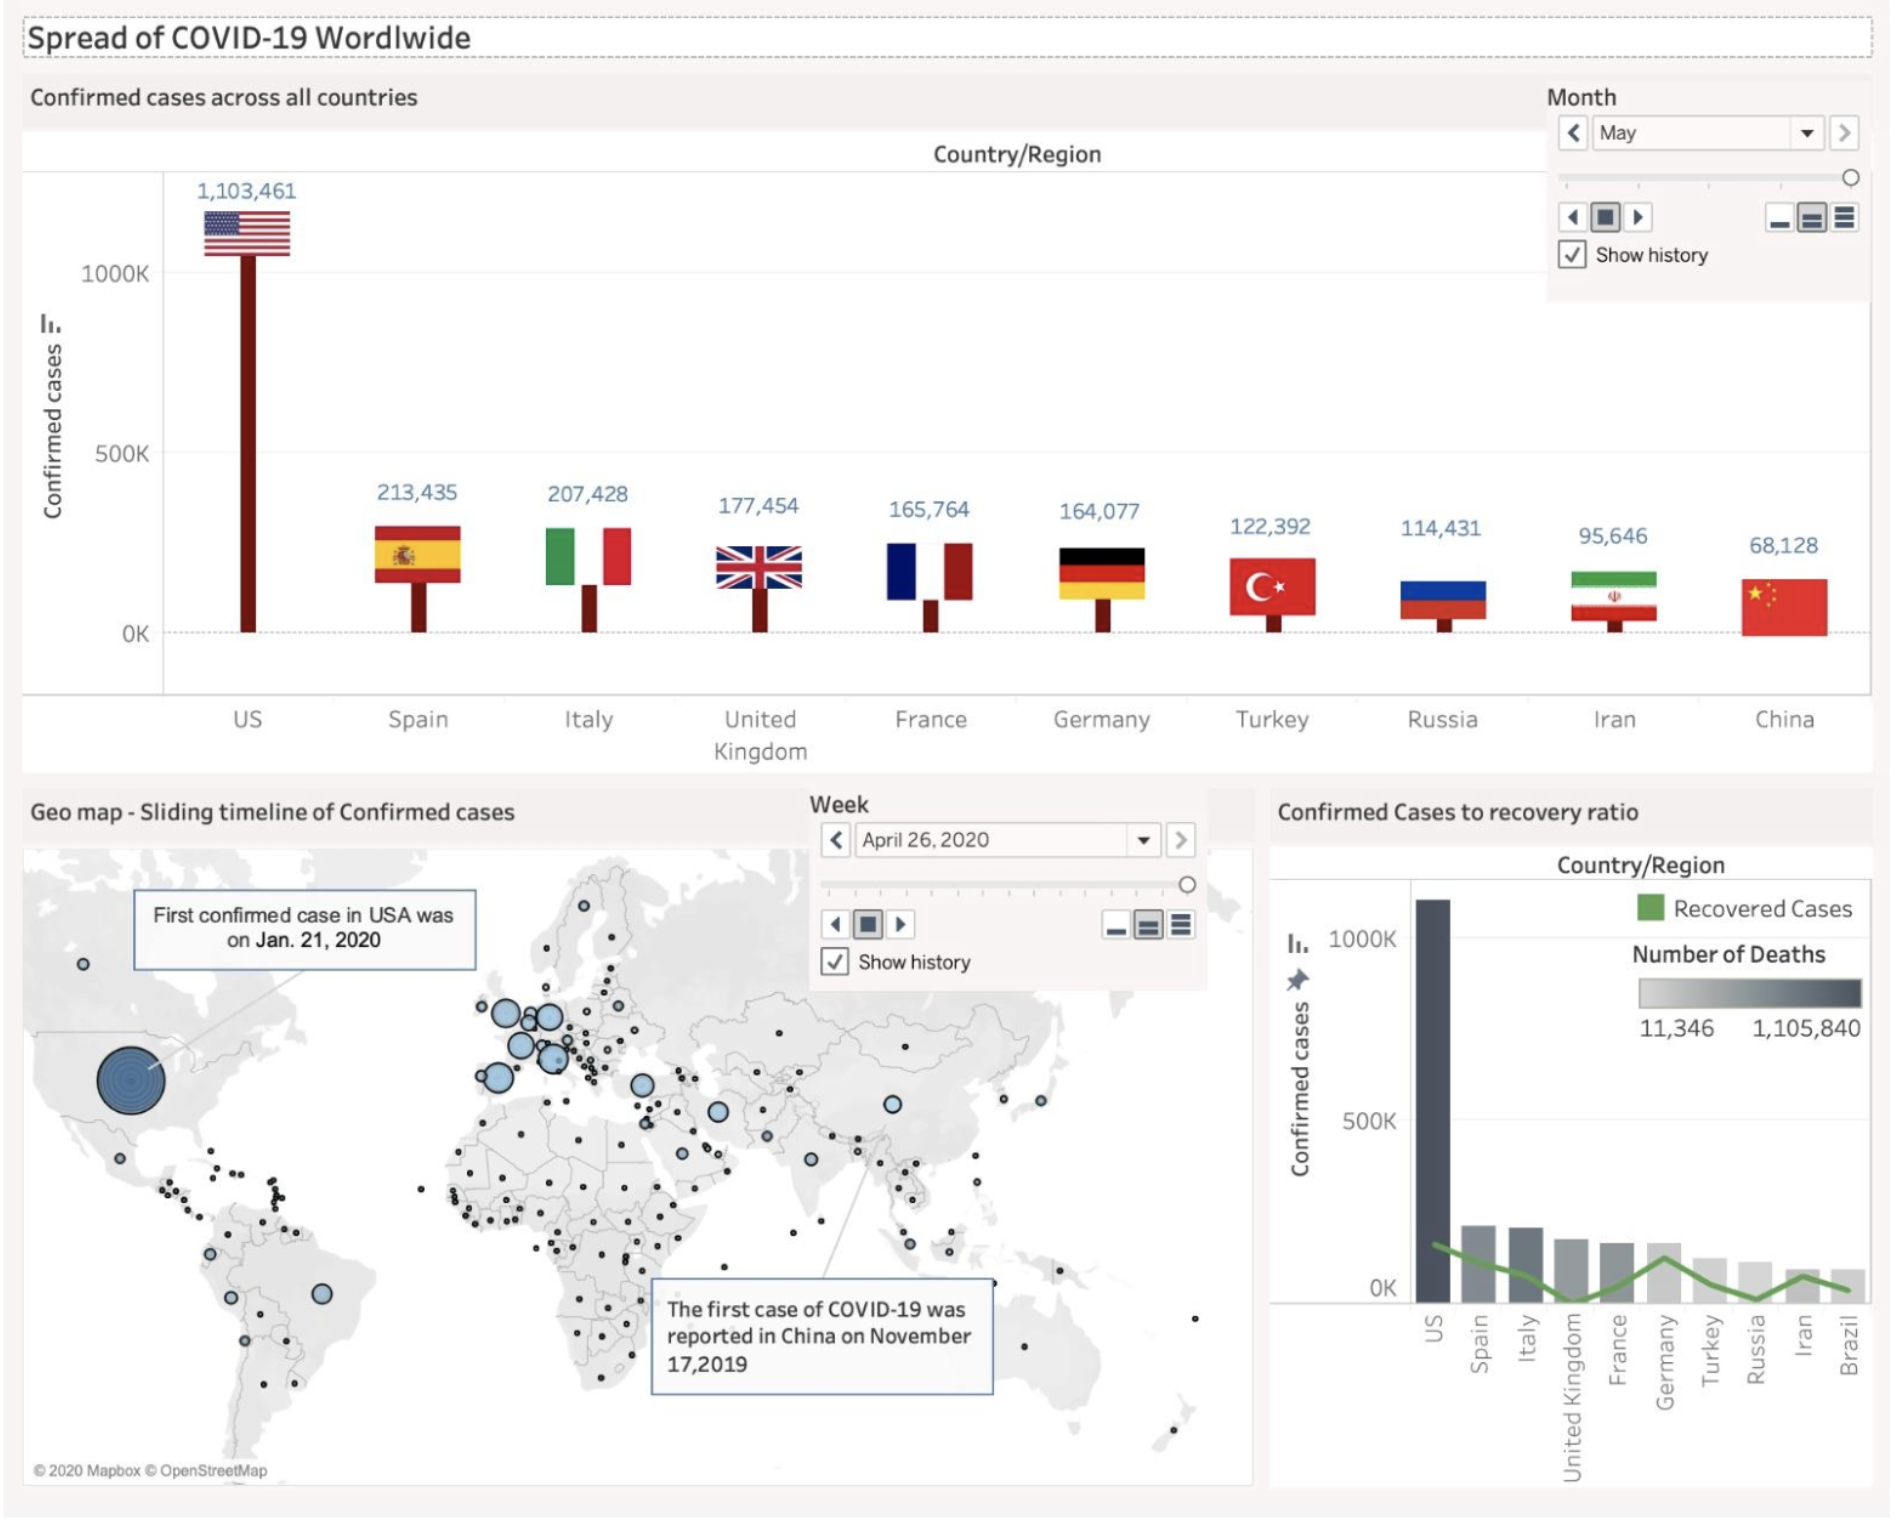 Spread of COVID-19 Wordlwide
Confirmed cases across all countries
Month
May
Show history
Country/Region
Confirmed cases
1000K
500K
0K
1,103,461
213,435
207,428
177,454
165,764
164,077
122,392
114,431
95,646
68,128
US
Spain
Italy
United
Kingdom
France
Germany
Turkey
Russia
Iran
China
Geo map - Sliding timeline of Confirmed cases
Week
April 26, 2020
Show history
First confirmed case in USA was
on Jan. 21, 2020
The first case of COVID-19 was
reported in China on November
17,2019
© 2020 Mapbox © OpenStreetMap
Confirmed Cases to recovery ratio
Country/Region
Recovered Cases
Number of Deaths
11,346 1,105,840
Confirmed cases
1000K
500K
0K
US
Spain
Italy
United Kingdom
France
Germany
Turkey
Russia
Iran
Brazil